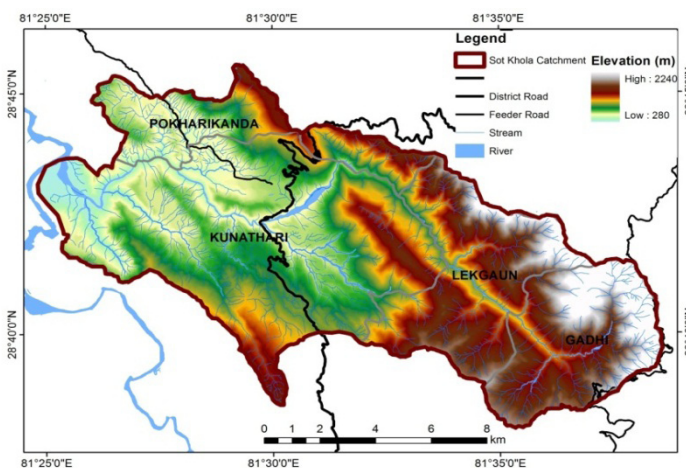 81°25'0"E 81°30'0"E 81°35'0"E
Legend
Sot Khola Catchment
District Road
Feeder Road
Stream
River
Elevation (m)
High : 2240
Low : 280
28°45'0"N
POKHARIKANDA
KUNATHARI
LEKGAUN
GADHI
28°40'0"N
0 1 2 4 6 8
km
81°25'0"E 81°30'0"E 81°35'0"E